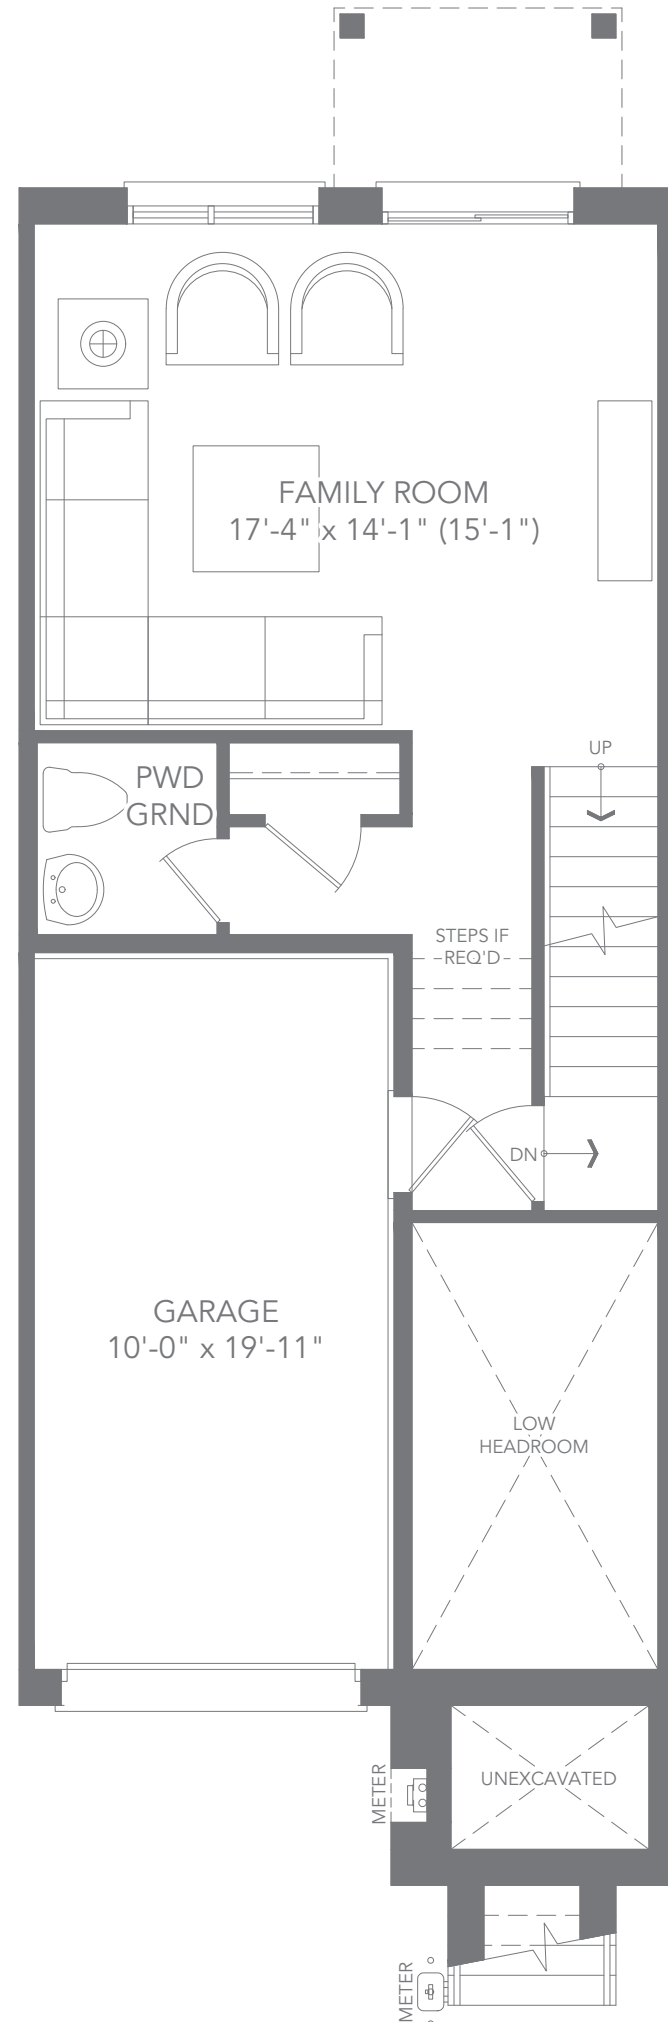 FAMILY ROOM
17'-4" x 14'-1" (15'-1")
PWD
GRND
UP
STEPS IF
REQ'D
DN
GARAGE
10'-0" x 19'-11"
LOW
HEADROOM
METER
UNEXCAVATED
METER